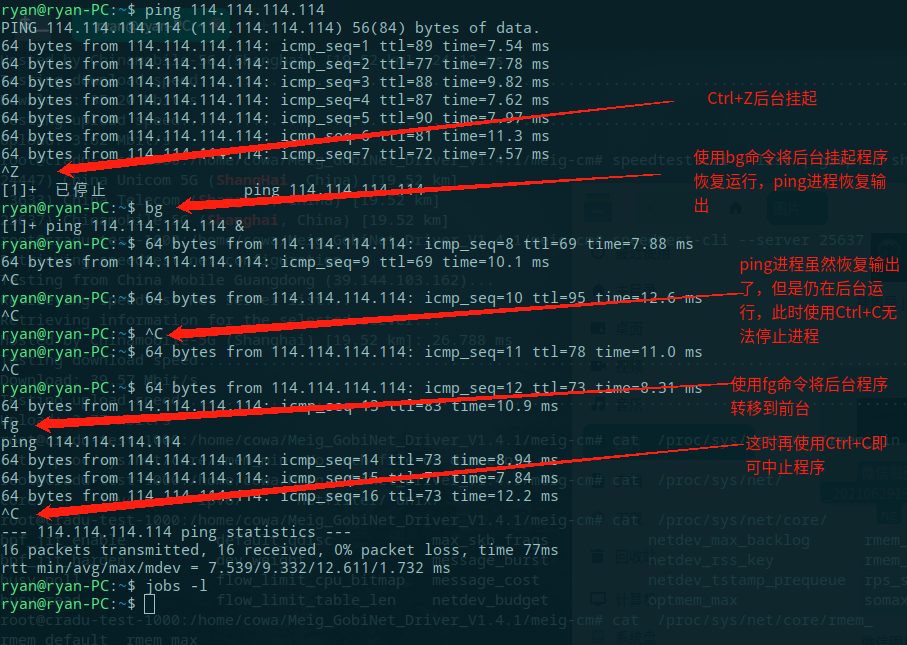 ryan@ryan-PC:~$ ping 114.114.114.114
PING 114.114.114.114 (114.114.114.114) 56(84) bytes of data.
64 bytes from 114.114.114.114: icmp_seq=1 ttl=89 time=7.54 ms
64 bytes from 114.114.114.114: icmp_seq=2 ttl=77 time=7.78 ms
64 bytes from 114.114.114.114: icmp_seq=3 ttl=88 time=9.82 ms
64 bytes from 114.114.114.114: icmp_seq=4 ttl=87 time=7.62 ms
64 bytes from 114.114.114.114: icmp_seq=5 ttl=90 time=7.97 ms
64 bytes from 114.114.114.114: icmp_seq=6 ttl=81 time=11.3 ms
64 bytes from 114.114.114.114: icmp_seq=7 ttl=72 time=7.57 ms
^Z
[1]+  已停止               ping 114.114.114.114
ryan@ryan-PC:~$ bg
[1]+ ping 114.114.114.114 &
ryan@ryan-PC:~$ 64 bytes from 114.114.114.114: icmp_seq=8 ttl=69 time=7.88 ms
64 bytes from 114.114.114.114: icmp_seq=9 ttl=69 time=10.1 ms
^C
ryan@ryan-PC:~$ 64 bytes from 114.114.114.114: icmp_seq=10 ttl=95 time=12.6 ms
^C
ryan@ryan-PC:~$ ^C
ryan@ryan-PC:~$ 64 bytes from 114.114.114.114: icmp_seq=11 ttl=78 time=11.0 ms
^C
ryan@ryan-PC:~$ 64 bytes from 114.114.114.114: icmp_seq=12 ttl=73 time=8.31 ms
64 bytes from 114.114.114.114: icmp_seq=13 ttl=83 time=10.9 ms
fg
ping 114.114.114.114
64 bytes from 114.114.114.114: icmp_seq=14 ttl=73 time=8.94 ms
64 bytes from 114.114.114.114: icmp_seq=15 ttl=71 time=7.84 ms
64 bytes from 114.114.114.114: icmp_seq=16 ttl=73 time=12.2 ms
^C
--- 114.114.114.114 ping statistics ---
16 packets transmitted, 16 received, 0% packet loss, time 77ms
rtt min/avg/max/mdev = 7.539/9.332/12.611/1.732 ms
ryan@ryan-PC:~$ jobs -l
ryan@ryan-PC:~$
Ctrl+Z后台挂起
使用bg命令将后台挂起程序
恢复运行，ping进程恢复输
出
ping进程虽然恢复输出
了，但是仍在后台运
行，此时使用Ctrl+C无
法停止进程
使用fg命令将后台程序
转移到前台
这时再使用Ctrl+C即
可中止程序